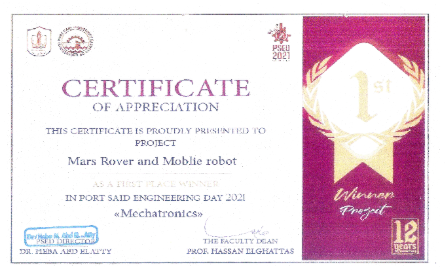 PSED
2021
CERTIFICATE
OF APPRECIATION
THIS CERTIFICATE IS PROUDLY PRESENTED TO
PROJECT
Mars Rover and Moblie robot
AS A FIRST PLACE WINNER
IN PORT SAID ENGINEERING DAY 2021
«Mechatronics»
PSED DIRECTOR
DR. HEBA ABD ELATTY
THE FACULTY DEAN
PROF. HASSAN ELGHATTAS
1st
Winner
Project
12
years